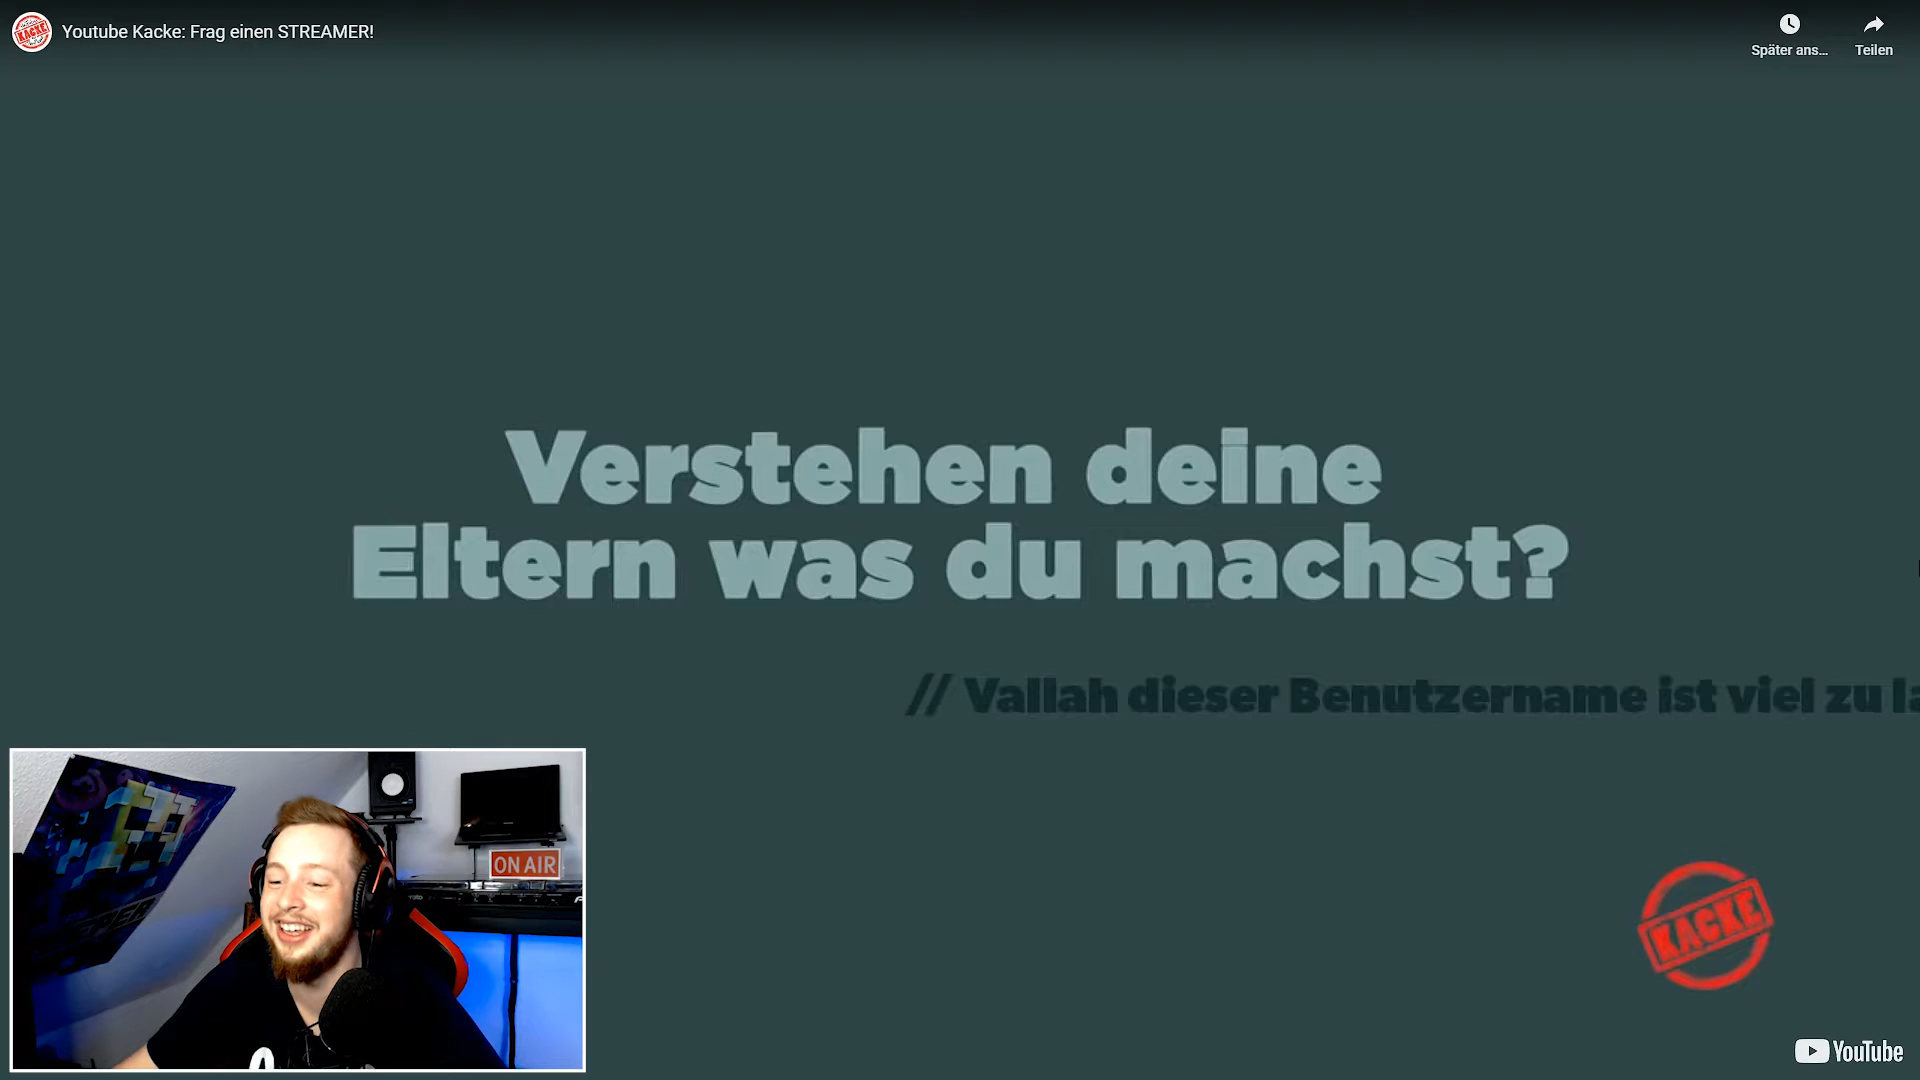 Youtube Kacke: Frag einen STREAMER!
Später ans...
Teilen
Verstehen deine
Eltern was du machst?
// Vallah dieser Benutzername ist viel zu la
ON AIR
KACKE
YouTube